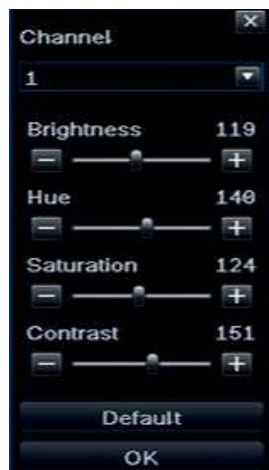 Channel
1
Brightness 119
Hue 140
Saturation 124
Contrast 151
Default
OK